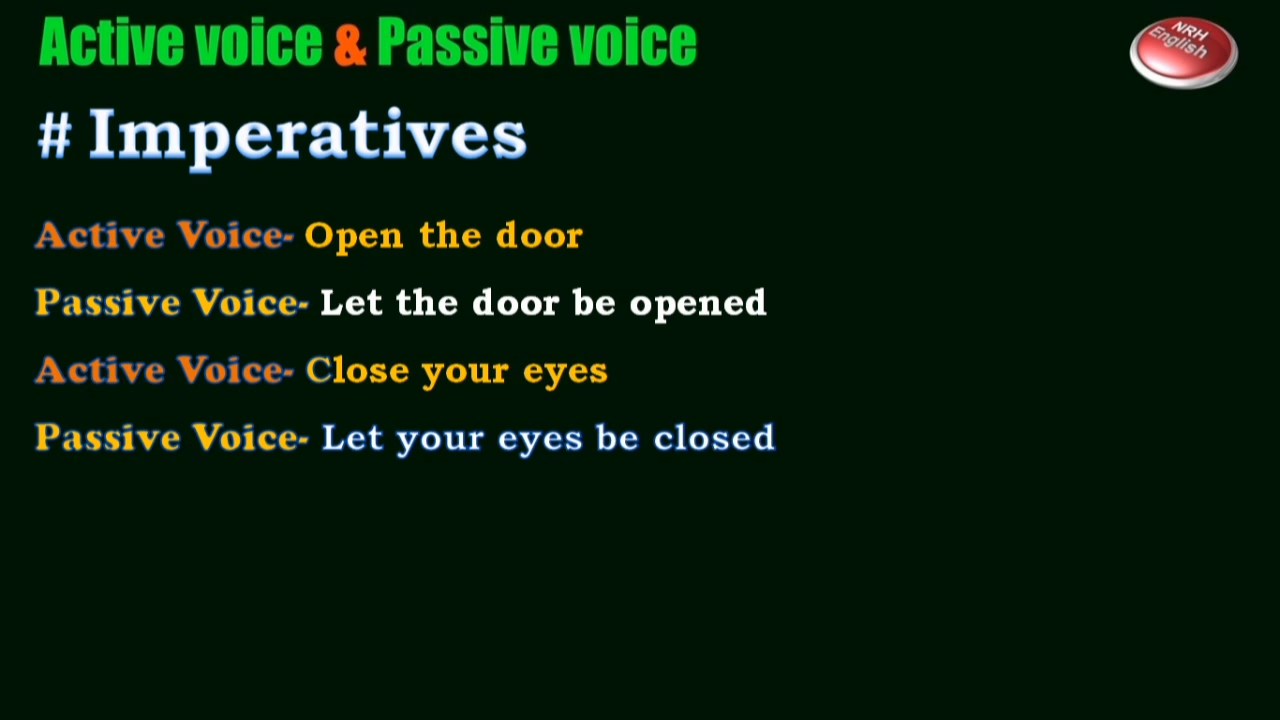 Active voice & Passive voice
NRH
English
# Imperatives
Active Voice- Open the door
Passive Voice- Let the door be opened
Active Voice- Close your eyes
Passive Voice- Let your eyes be closed